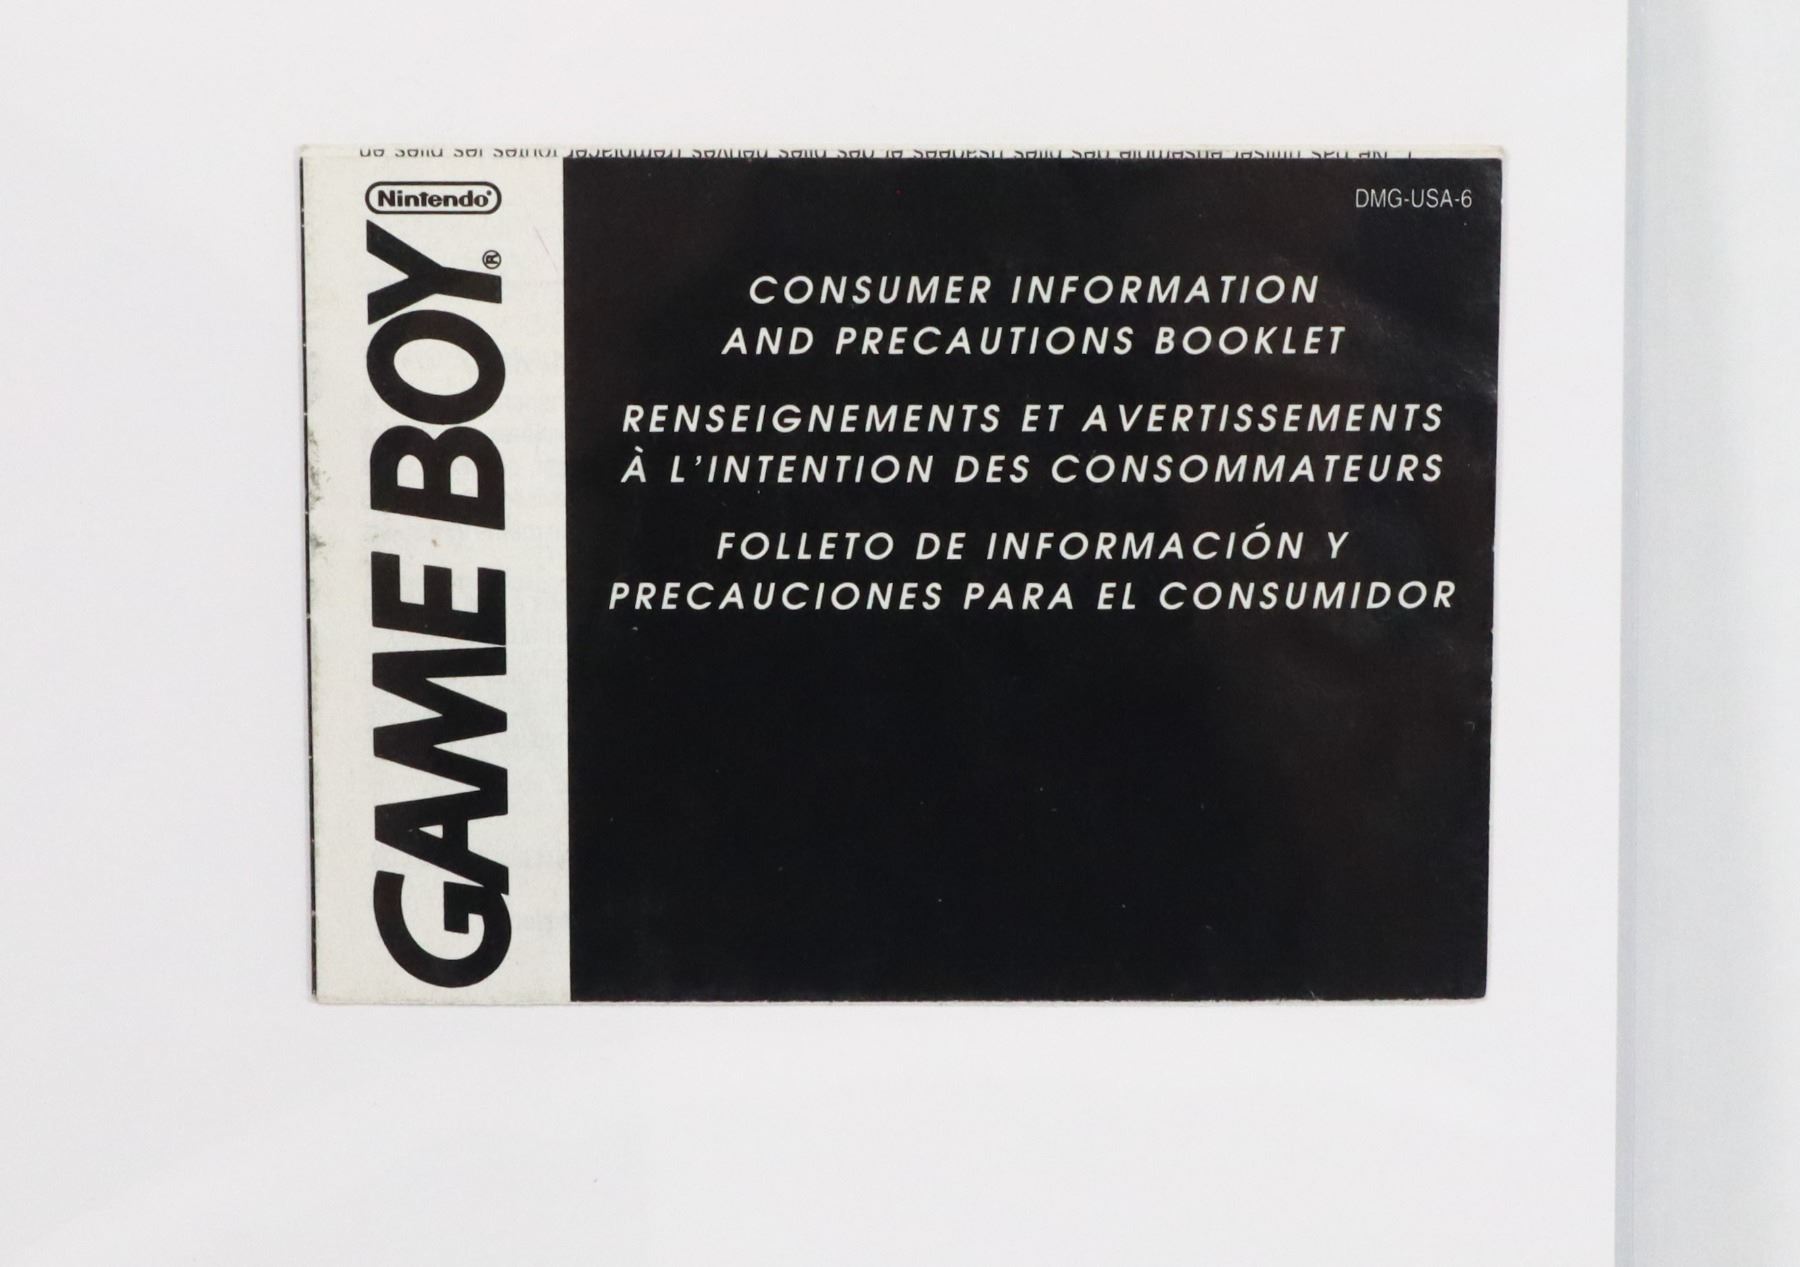 Nintendo®
GAME BOY®
DMG-USA-6
CONSUMER INFORMATION
AND PRECAUTIONS BOOKLET
RENSEIGNEMENTS ET AVERTISSEMENTS
À L'INTENTION DES CONSOMMATEURS
FOLLETO DE INFORMACIÓN Y
PRECAUCIONES PARA EL CONSUMIDOR